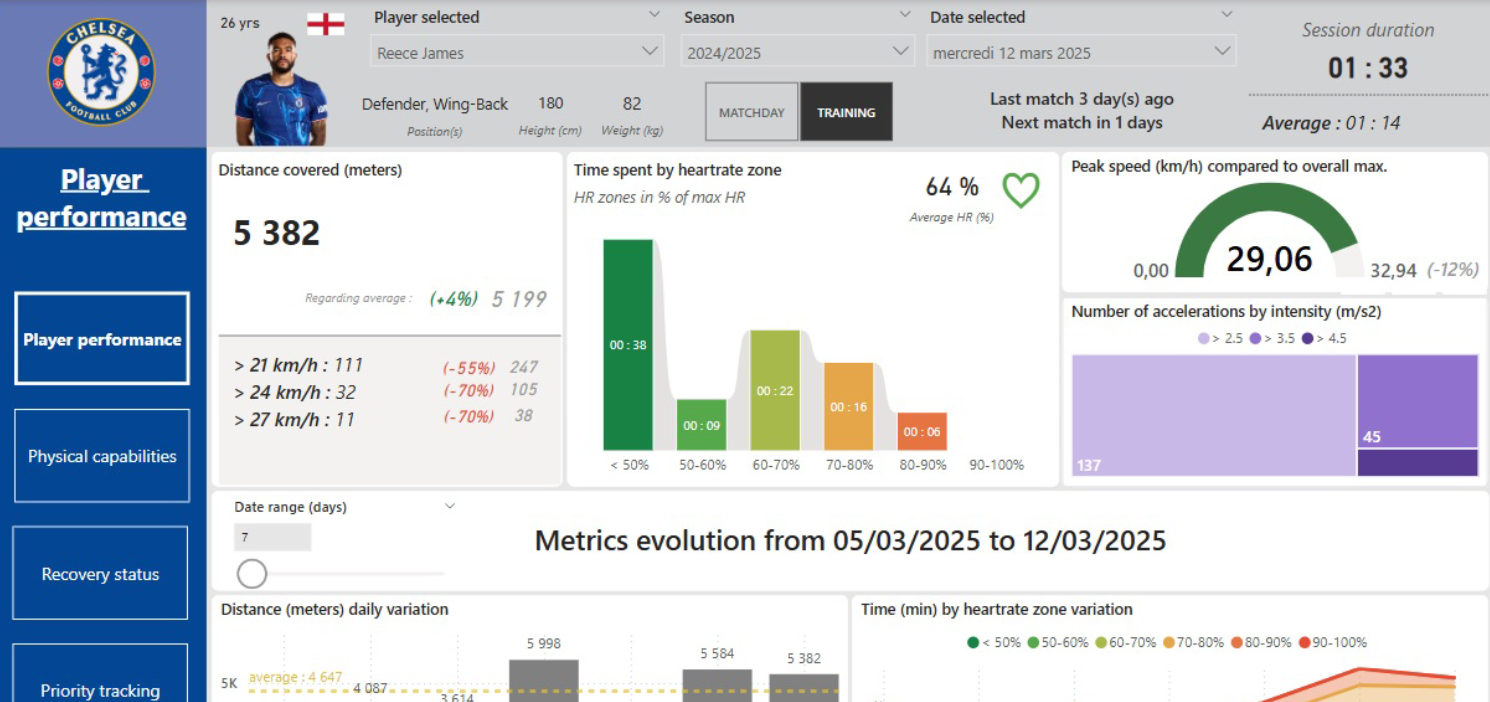 CHELSEA
FOOTBALL CLUB
26 yrs
Player selected
Reece James
Season
2024/2025
Date selected
mercredi 12 mars 2025
Session duration
01 : 33
Average : 01 : 14
Defender, Wing-Back
Position(s)
180
Height (cm)
82
Weight (kg)
MATCHDAY
TRAINING
Last match 3 day(s) ago
Next match in 1 days
Player
performance
Player performance
Physical capabilities
Recovery status
Priority tracking
Distance covered (meters)
5 382
Regarding average : (+4%) 5 199
> 21 km/h : 111 (-55%) 247
> 24 km/h : 32 (-70%) 105
> 27 km/h : 11 (-70%) 38
Time spent by heartrate zone
HR zones in % of max HR
64 %
Average HR (%)
00 : 38
00 : 09
00 : 22
00 : 16
00 : 06
< 50% 50-60% 60-70% 70-80% 80-90% 90-100%
Peak speed (km/h) compared to overall max.
0,00 29,06 32,94 (-12%)
Number of accelerations by intensity (m/s2)
> 2.5 > 3.5 > 4.5
137
45
Date range (days)
7
Metrics evolution from 05/03/2025 to 12/03/2025
Distance (meters) daily variation
5K
average : 4 647
4 087
3 614
5 998
5 584
5 382
Time (min) by heartrate zone variation
< 50% 50-60% 60-70% 70-80% 80-90% 90-100%